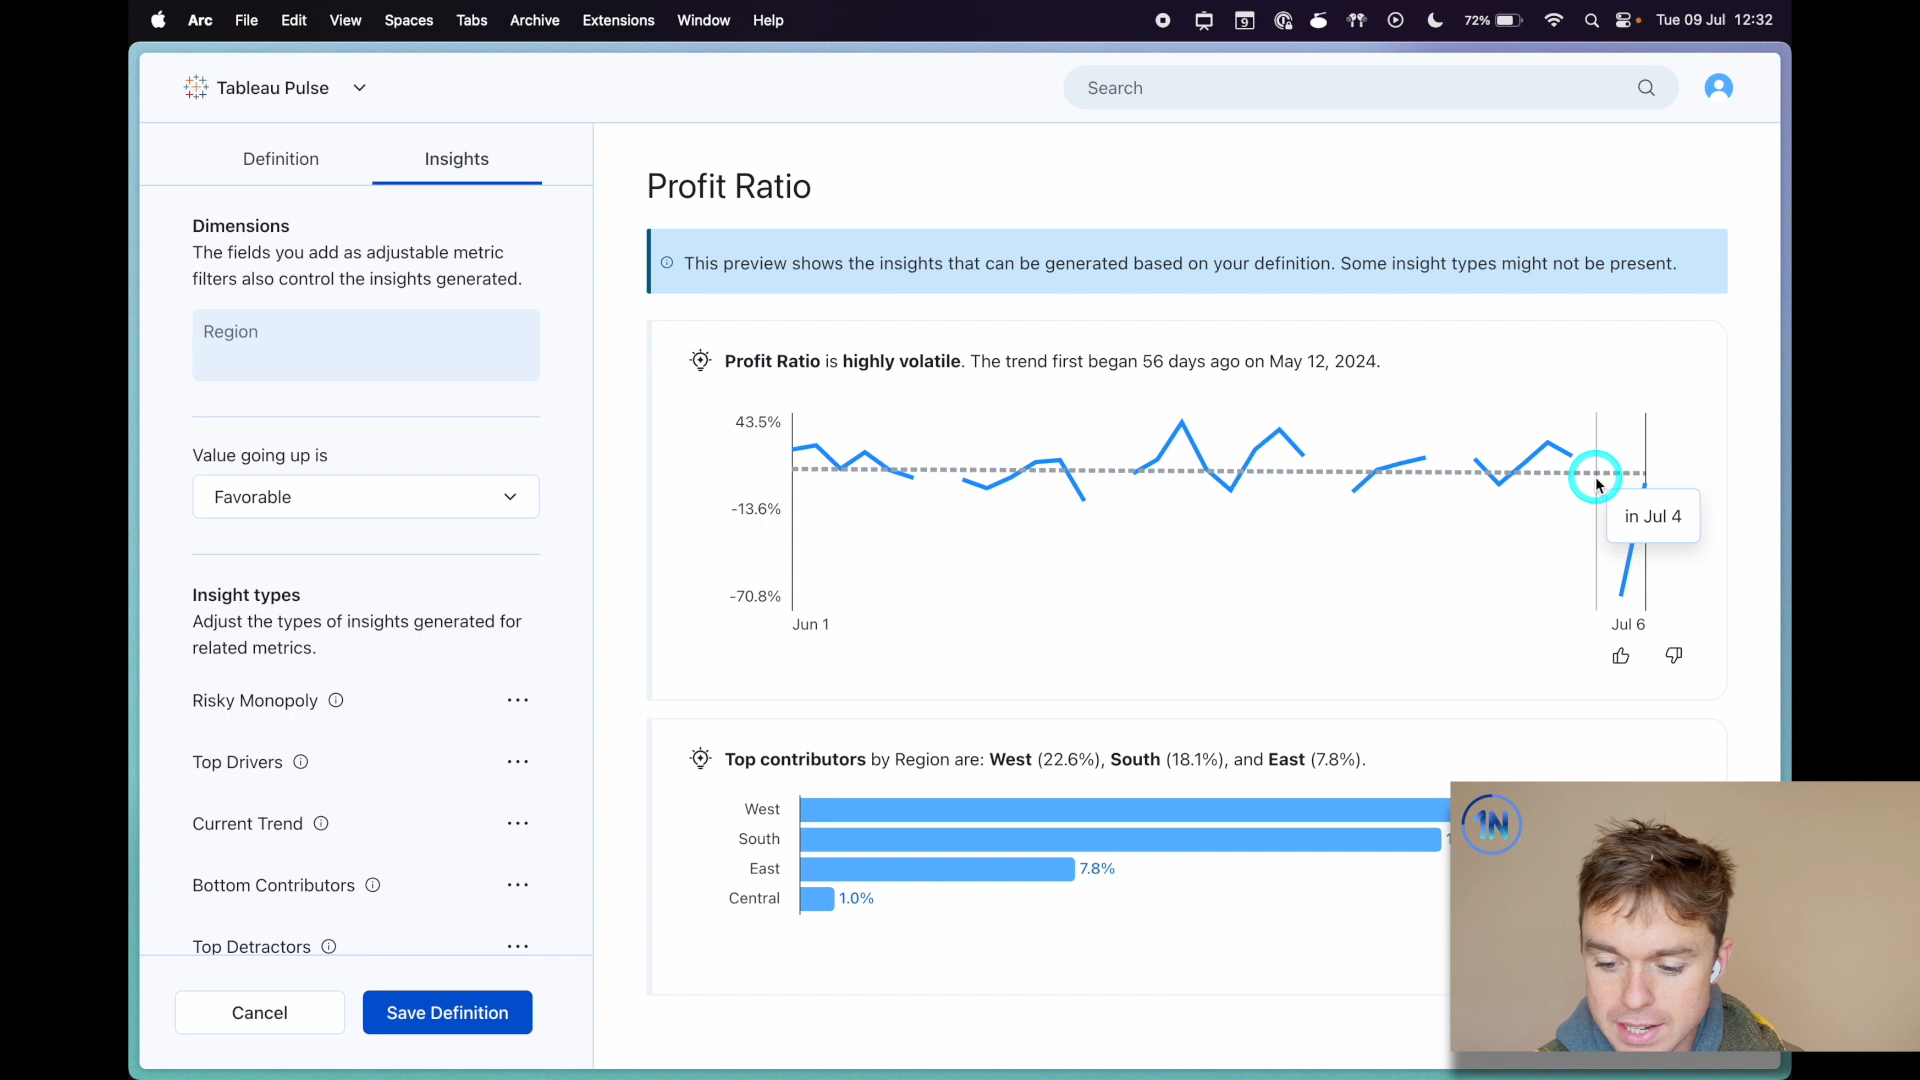 Arc File Edit View Spaces Tabs Archive Extensions Window Help 9 72% Tue 09 Jul 12:32
Tableau Pulse
Search
Definition
Insights
Dimensions
The fields you add as adjustable metric
filters also control the insights generated.
Region
Value going up is
Favorable
Insight types
Adjust the types of insights generated for
related metrics.
Risky Monopoly
Top Drivers
Current Trend
Bottom Contributors
Top Detractors
Cancel
Save Definition
Profit Ratio
This preview shows the insights that can be generated based on your definition. Some insight types might not be present.
Profit Ratio is highly volatile. The trend first began 56 days ago on May 12, 2024.
43.5%
-13.6%
-70.8%
Jun 1
Jul 6
in Jul 4
Top contributors by Region are: West (22.6%), South (18.1%), and East (7.8%).
West
South
East 7.8%
Central 1.0%
1N